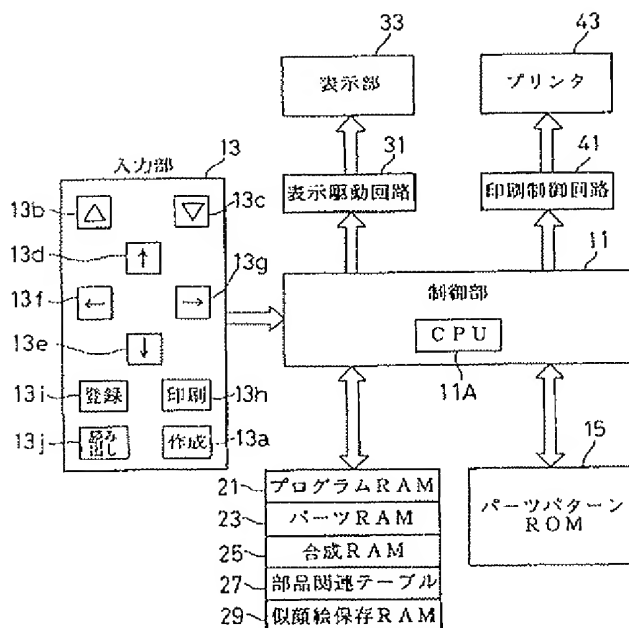 33
43
表示部
プリンタ
入力部
13
31
41
13b
△
▽
13c
表示駆動回路
印刷制御回路
13d
↑
13g
11
13f
←
→
制御部
13e
↓
CPU
11A
13i
登録
印刷
13h
13j
読み
出し
作成
13a
15
21
プログラムRAM
パーツパターン
ROM
23
パーツRAM
25
合成RAM
27
部品関連テーブル
29
似顔絵保存RAM